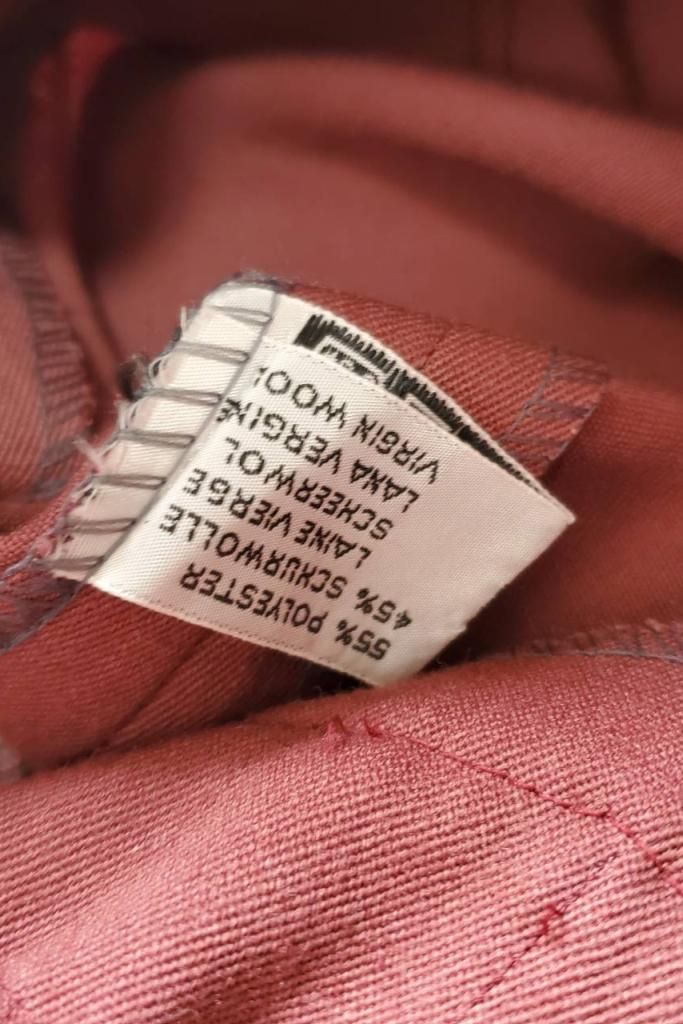 55% POLYESTER
45% SCHURWOLLE
LAINE VIERGE
SCHEERWOL
LANA VERGINE
VIRGIN WOOL